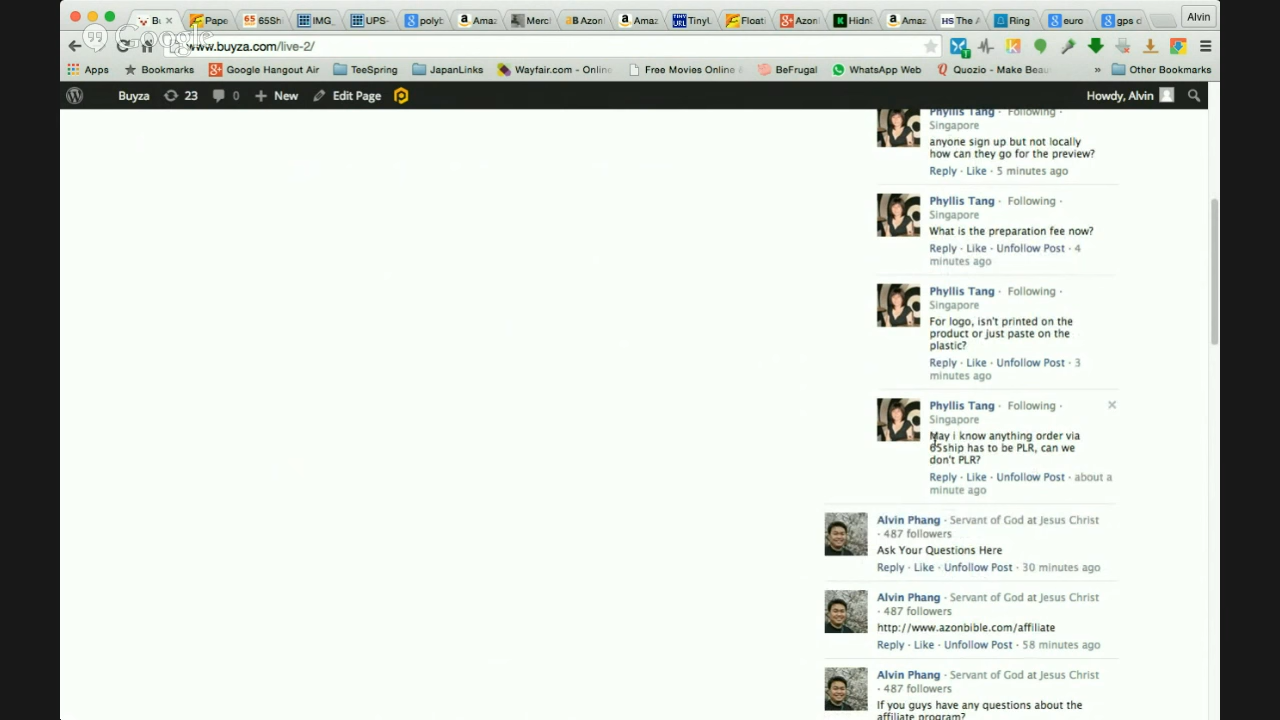 Bu
Pape
65Sh
IMG_
UPS-
polyb
Amaz
Merc
Azoni
Amaz
TinyL
Floati
Azon
HidnS
Amaz
The A
Ring
euro
gps c
Alvin
Google
www.buyza.com/live-2/
Apps
Bookmarks
Google Hangout Air
TeeSpring
JapanLinks
Wayfair.com - Onlin
Free Movies Online
BeFrugal
WhatsApp Web
Quozio - Make Beau
»
Other Bookmarks
Buyza
23
0
New
Edit Page
Howdy, Alvin
Phyllis Tang · Following ·
Singapore
anyone sign up but not locally
how can they go for the preview?
Reply · Like · 5 minutes ago
Phyllis Tang · Following ·
Singapore
What is the preparation fee now?
Reply · Like · Unfollow Post · 4
minutes ago
Phyllis Tang · Following ·
Singapore
For logo, isn't printed on the
product or just paste on the
plastic?
Reply · Like · Unfollow Post · 3
minutes ago
Phyllis Tang · Following ·
Singapore
May i know anything order via
65ship has to be PLR, can we
don't PLR?
Reply · Like · Unfollow Post · about a
minute ago
Alvin Phang · Servant of God at Jesus Christ
· 487 followers
Ask Your Questions Here
Reply · Like · Unfollow Post · 30 minutes ago
Alvin Phang · Servant of God at Jesus Christ
· 487 followers
http://www.azonbible.com/affiliate
Reply · Like · Unfollow Post · 58 minutes ago
Alvin Phang · Servant of God at Jesus Christ
· 487 followers
If you guys have any questions about the
affiliate program?